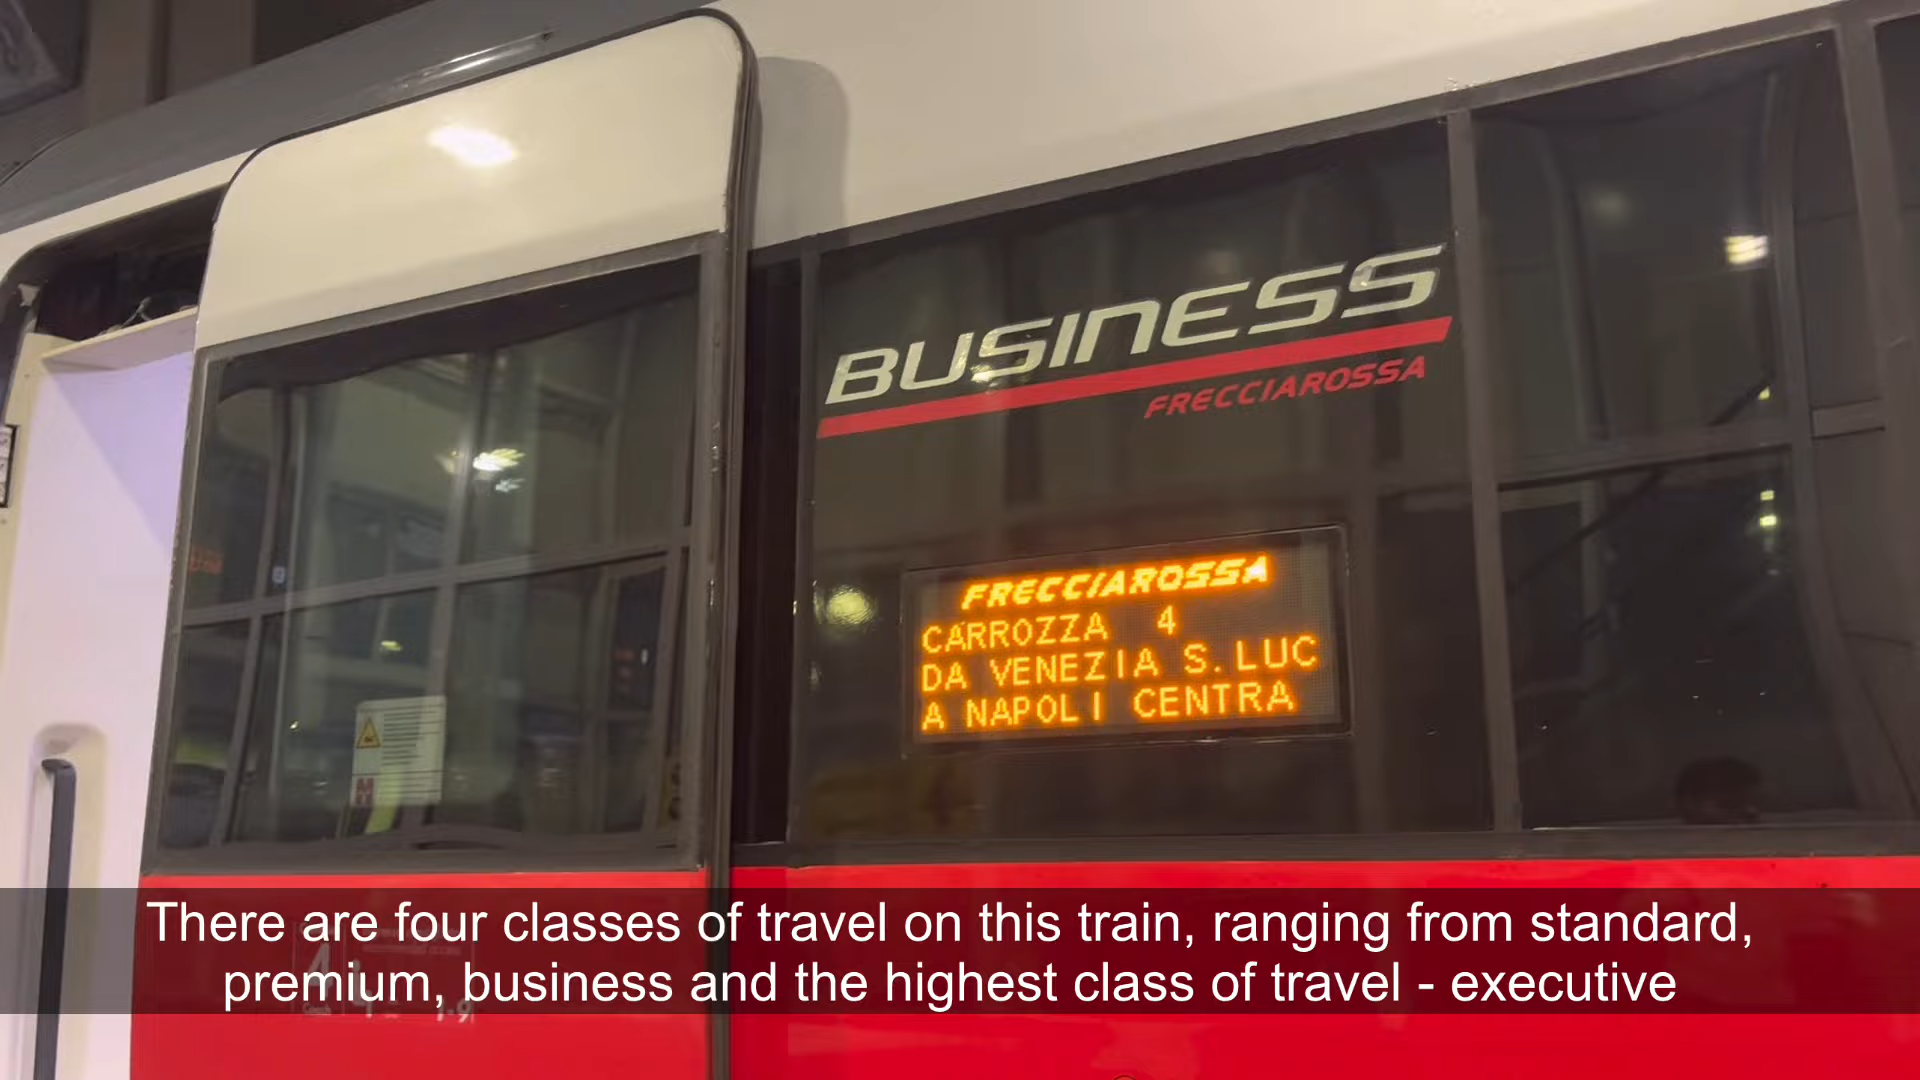 BUSINESS
FRECCIAROSSA
FRECCIAROSSA
CARROZZA 4
DA VENEZIA S.LUC
A NAPOLI CENTRA
There are four classes of travel on this train, ranging from standard,
premium, business and the highest class of travel - executive